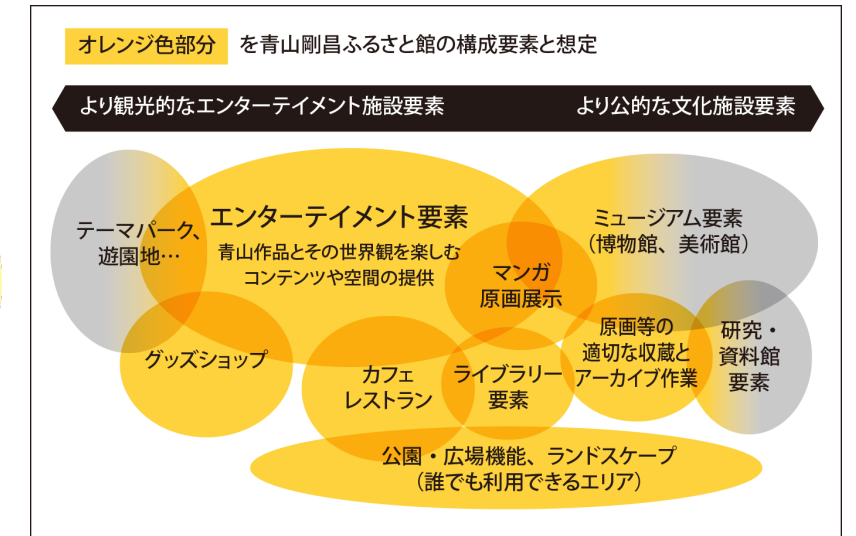 オレンジ色部分 を青山剛昌ふるさと館の構成要素と想定
より観光的なエンターテイメント施設要素
より公的な文化施設要素
テーマパーク、
遊園地…
エンターテイメント要素
青山作品とその世界観を楽しむ
コンテンツや空間の提供
マンガ
原画展示
ミュージアム要素
（博物館、美術館）
グッズショップ
カフェ
レストラン
ライブラリー
要素
原画等の
適切な収蔵と
アーカイブ作業
研究・
資料館
要素
公園・広場機能、ランドスケープ
（誰でも利用できるエリア）